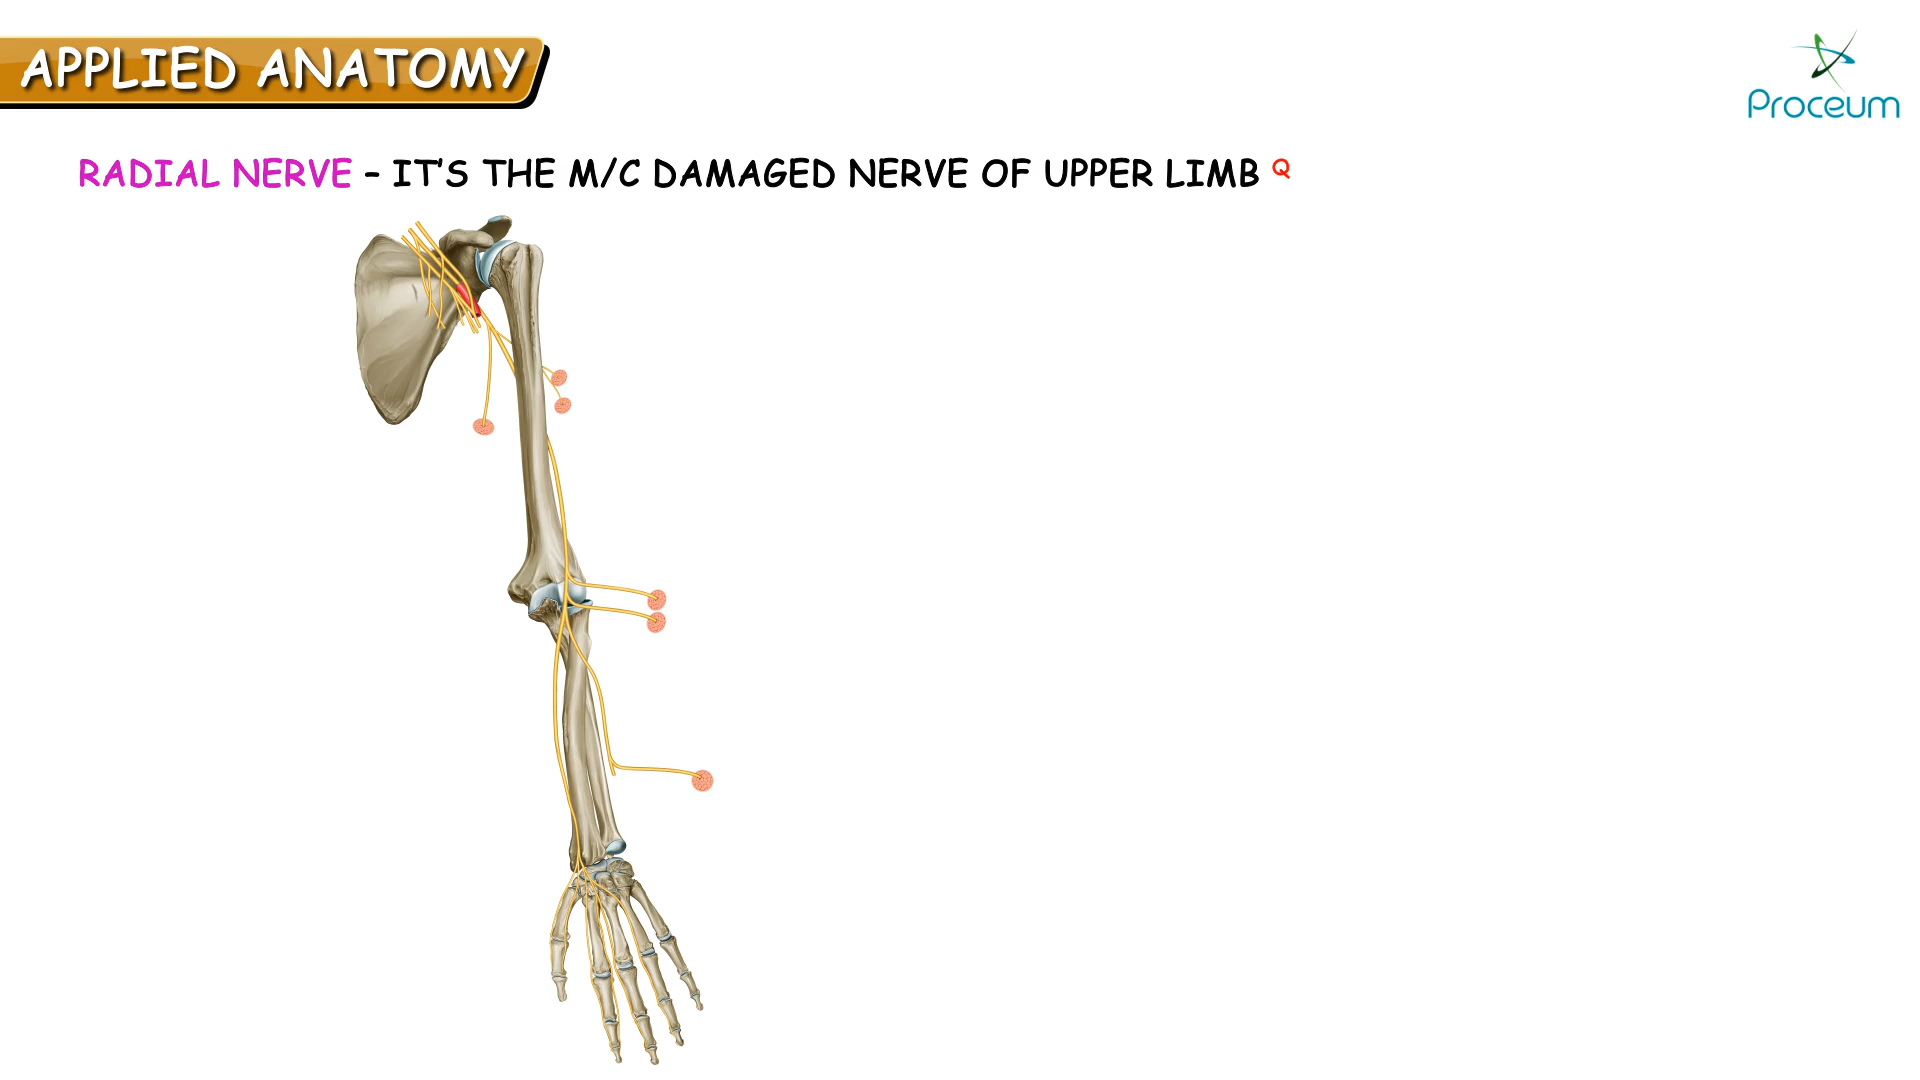 APPLIED ANATOMY
Proceum
RADIAL NERVE – IT'S THE M/C DAMAGED NERVE OF UPPER LIMB Q